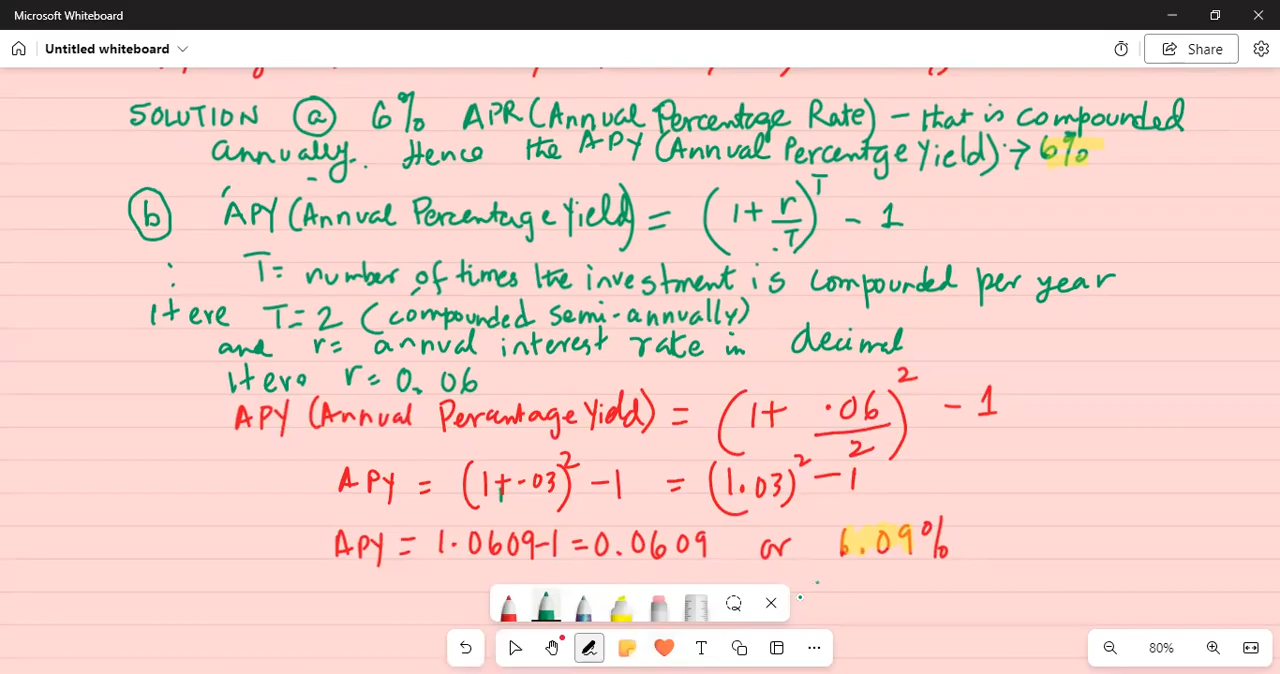 Microsoft Whiteboard
Untitled whiteboard
Share
SOLUTION (a) 6% APR (Annual Percentage Rate) - that is compounded
annually. Hence the APY (Annual Percentge Yield) → 6%
(b) APY (Annual Percentage Yield) = (1 + r/T)^T - 1
∴ T = number of times the investment is compounded per year
Here T = 2 (compounded semi-annually)
and r = annual interest rate in decimal
Here r = 0.06
APY (Annual Percentage Yield) = (1 + .06/2)^2 - 1
APY = (1+.03)^2 - 1 = (1.03)^2 - 1
APY = 1.0609-1 = 0.0609 or 6.09%
T
80%